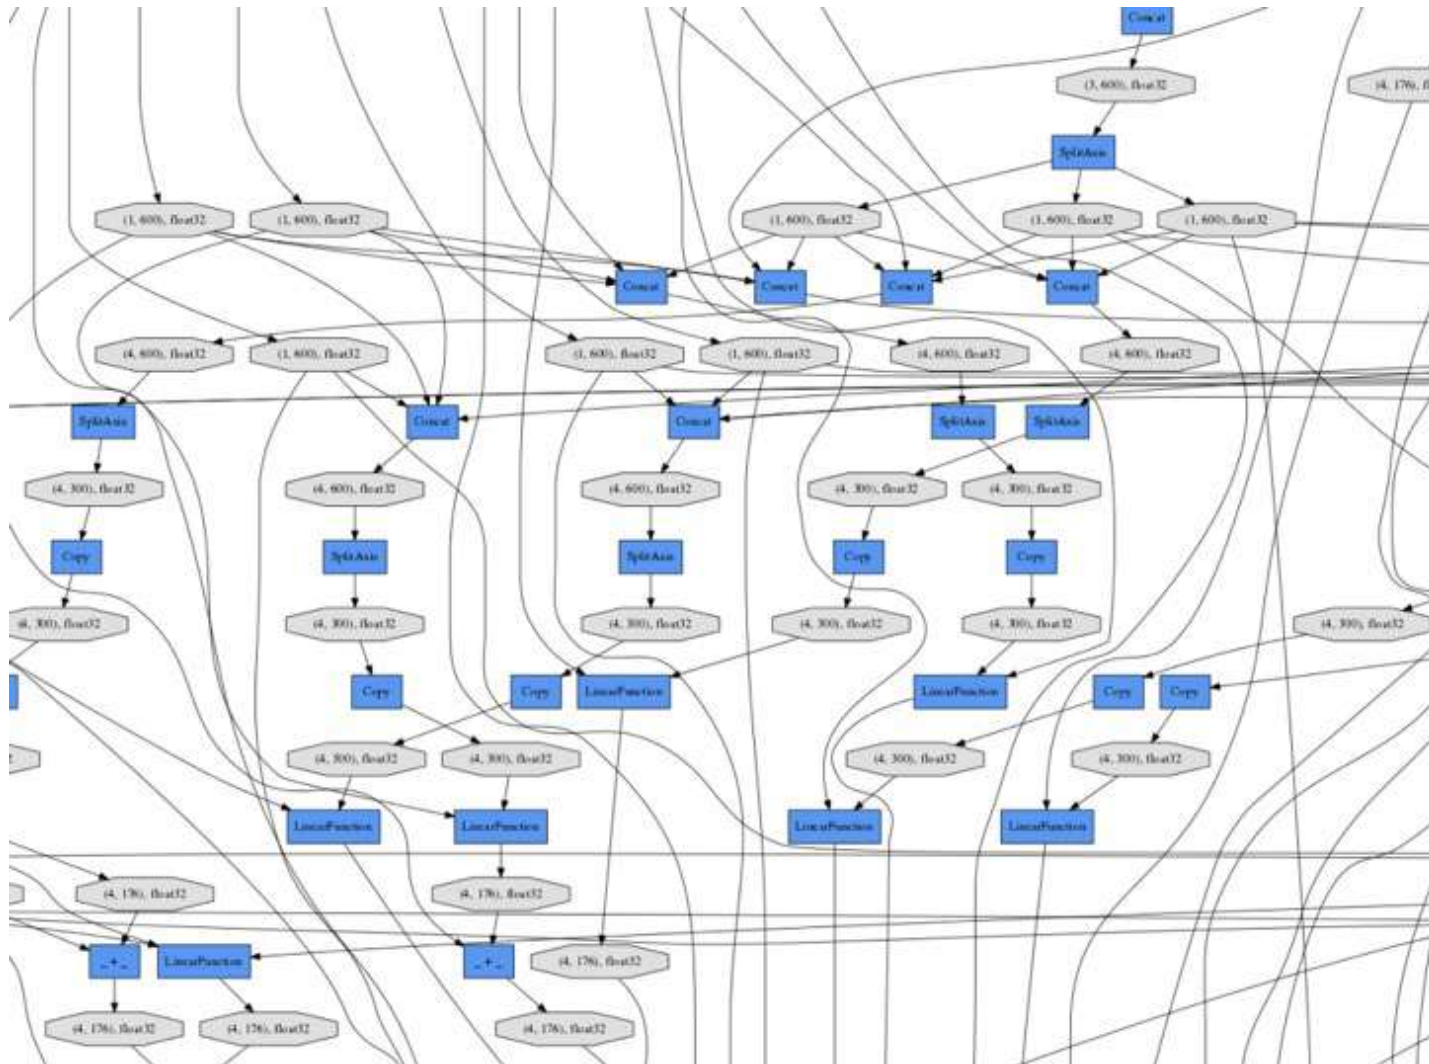 Concat
(3, 600), float32
(4, 176), f
SplitAxis
(1, 600), float32
(1, 600), float32
(1, 600), float32
(1, 600), float32
(1, 600), float32
Concat
Concat
Concat
Concat
(4, 600), float32
(1, 600), float32
(1, 600), float32
(1, 600), float32
(4, 600), float32
(4, 600), float32
SplitAxis
Concat
Concat
SplitAxis
SplitAxis
(4, 300), float32
(4, 600), float32
(4, 600), float32
(4, 300), float32
(4, 300), float32
Copy
SplitAxis
SplitAxis
Copy
Copy
(4, 300), float32
(4, 300), float32
(4, 300), float32
(4, 300), float32
(4, 300), float32
(4, 300), float32
Copy
Copy
LinearFunction
LinearFunction
Copy
Copy
(4, 300), float32
(4, 300), float32
(4, 300), float32
(4, 300), float32
LinearFunction
LinearFunction
LinearFunction
LinearFunction
(4, 176), float32
(4, 176), float32
_ + _
LinearFunction
_ + _
(4, 176), float32
(4, 176), float32
(4, 176), float32
(4, 176), float32